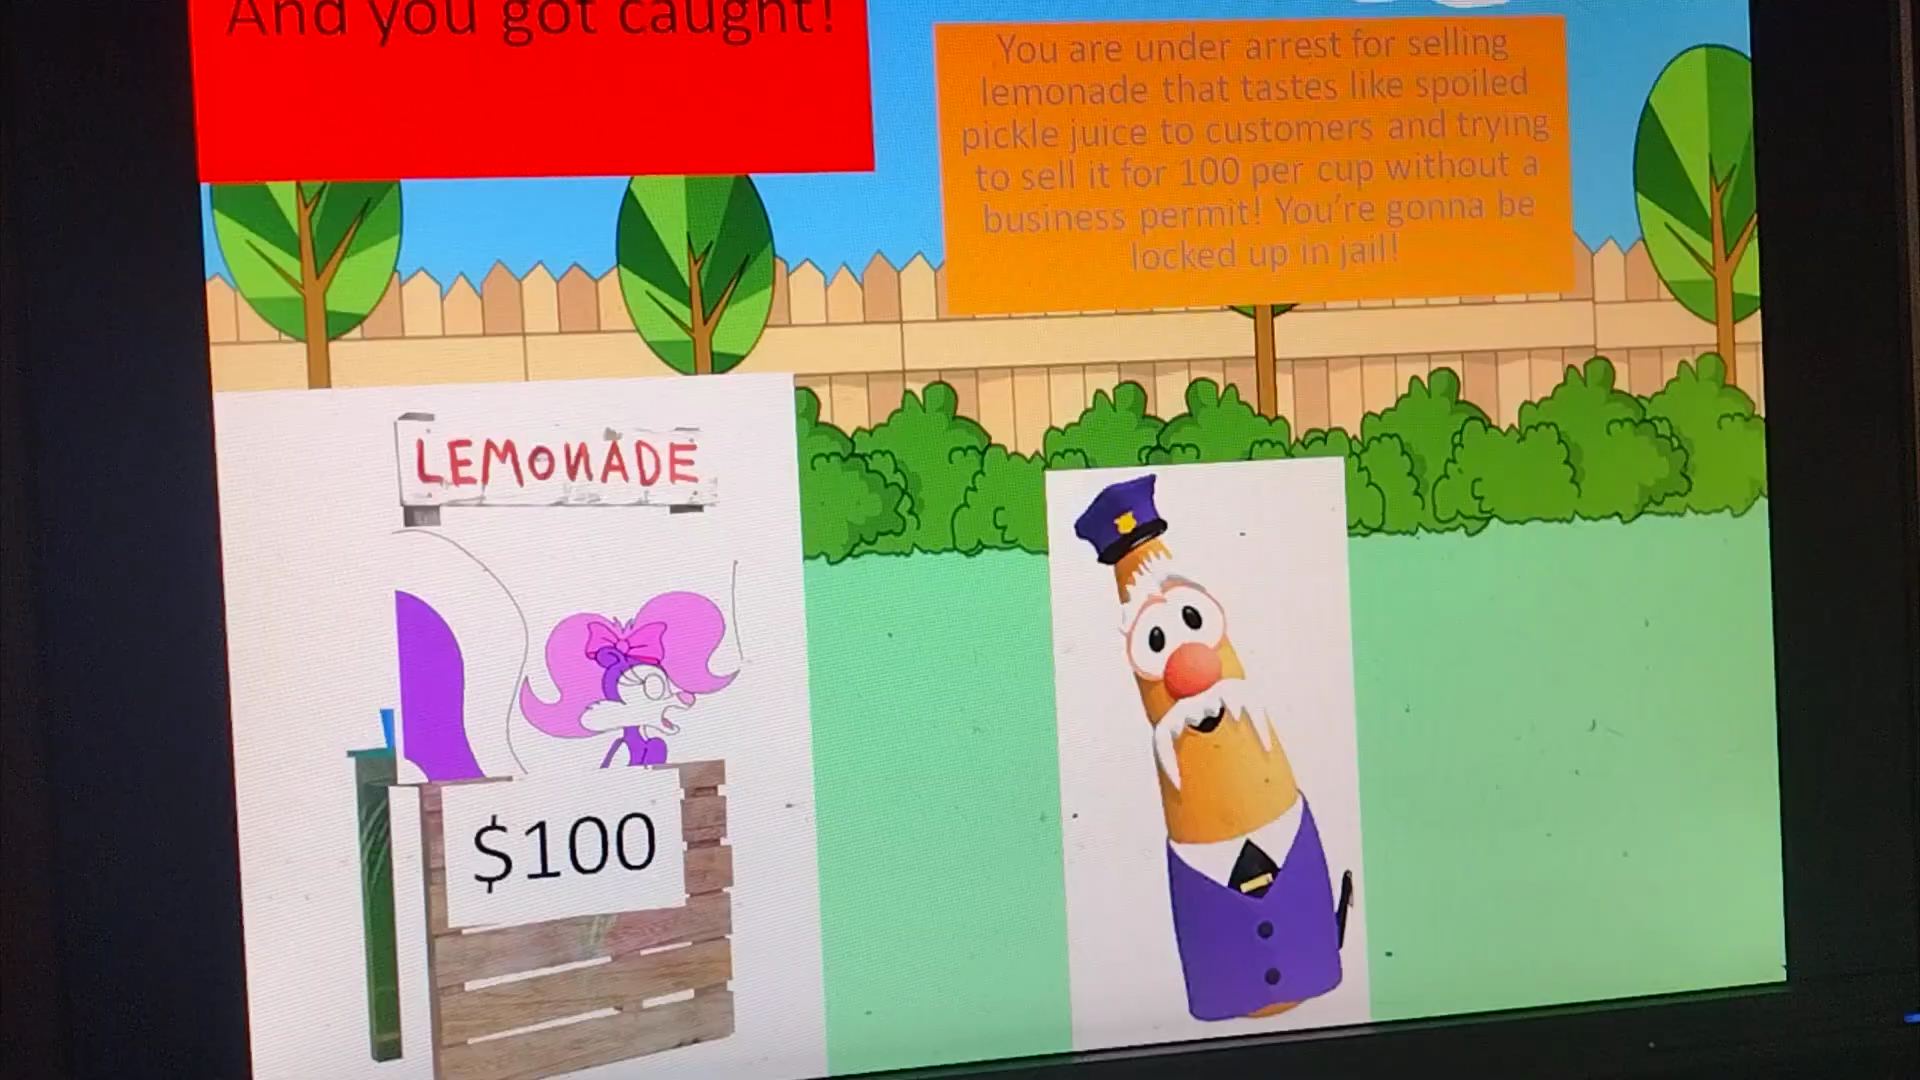 And you got caught!
You are under arrest for selling
lemonade that tastes like spoiled
pickle juice to customers and trying
to sell it for 100 per cup without a
business permit! You're gonna be
locked up in jail!
LEMONADE
$100